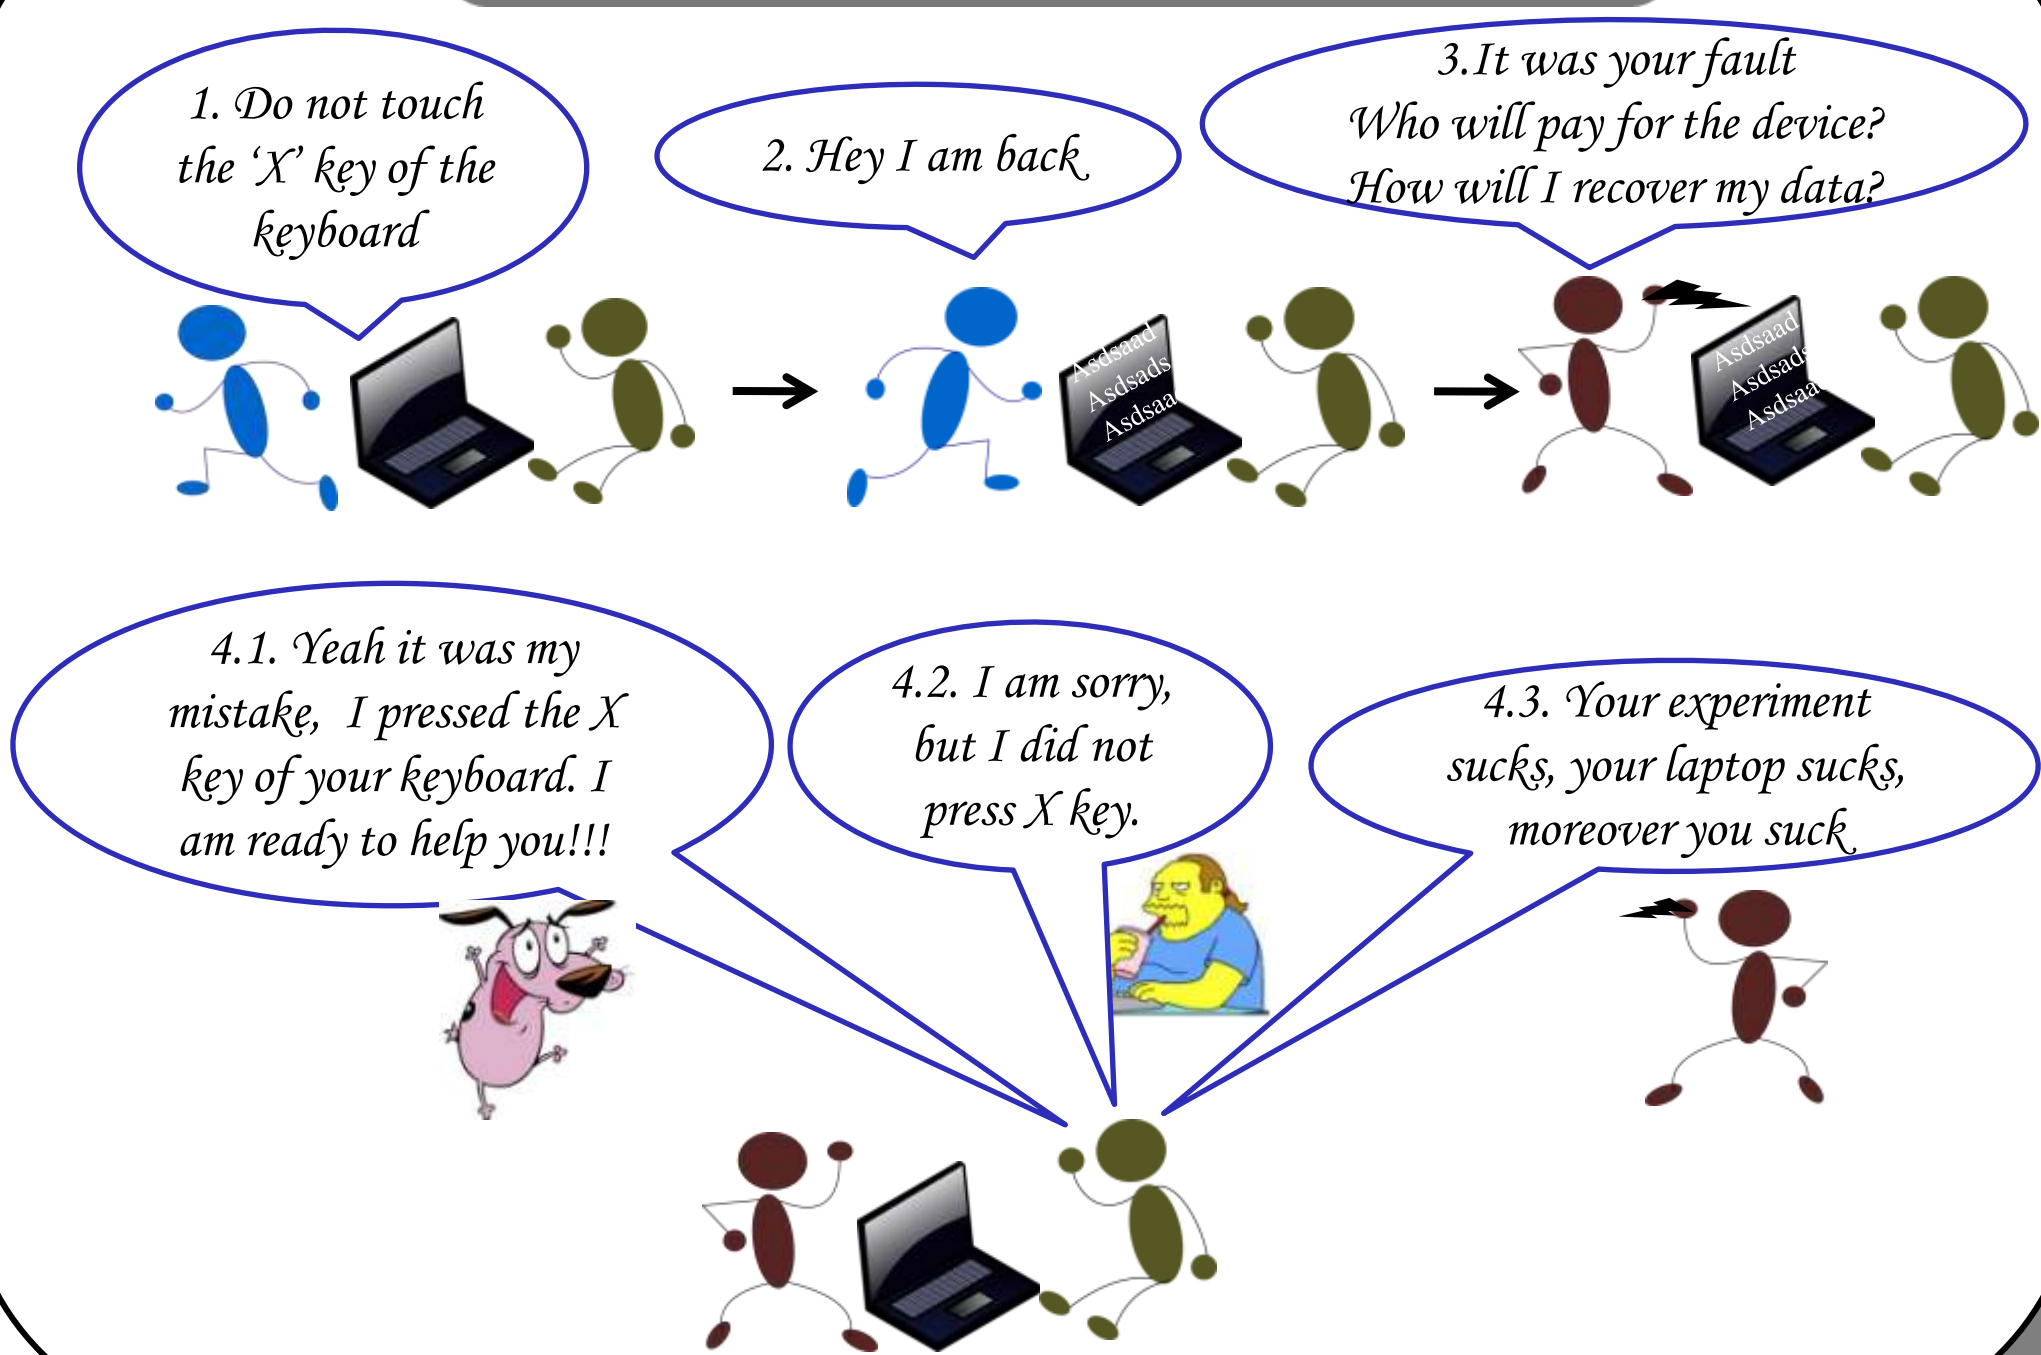 1. Do not touch
the ‘X’ key of the
keyboard
2. Hey I am back
3.It was your fault
Who will pay for the device?
How will I recover my data?
Asdsaad
Asdsads
Asdsaa
Asdsaad
Asdsads
Asdsaa
4.1. Yeah it was my
mistake, I pressed the X
key of your keyboard. I
am ready to help you!!!
4.2. I am sorry,
but I did not
press X key.
4.3. Your experiment
sucks, your laptop sucks,
moreover you suck